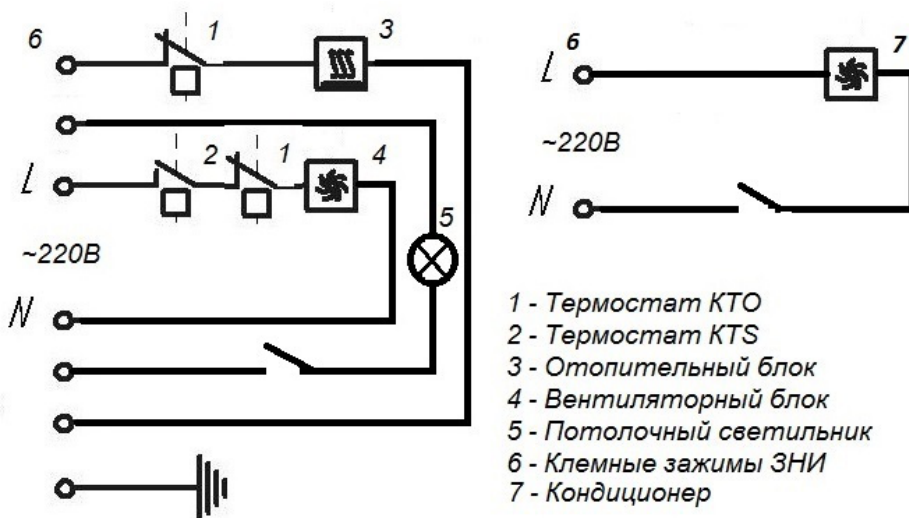 6 1 3
L 2 1 4
5
~220В
N
6 7
L
~220В
N
1 - Термостат КТО
2 - Термостат KTS
3 - Отопительный блок
4 - Вентиляторный блок
5 - Потолочный светильник
6 - Клемные зажимы ЗНИ
7 - Кондиционер